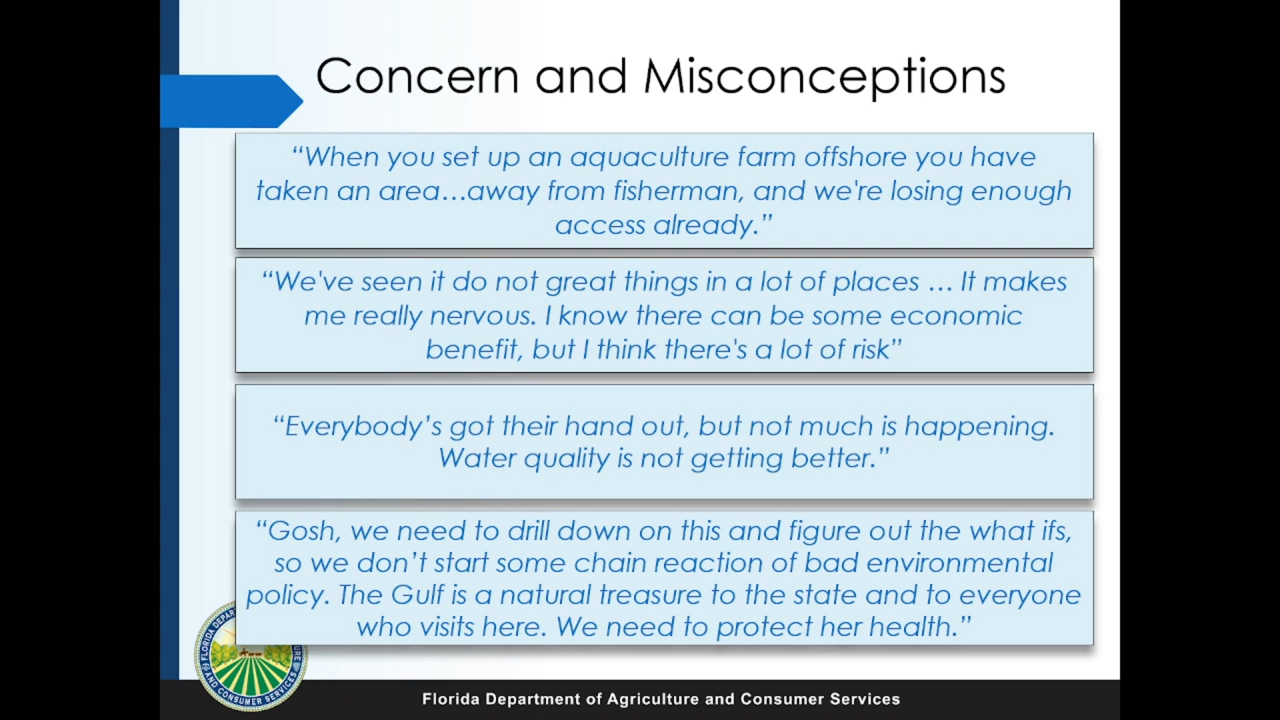 Concern and Misconceptions
“When you set up an aquaculture farm offshore you have
taken an area...away from fisherman, and we're losing enough
access already.”
“We've seen it do not great things in a lot of places ... It makes
me really nervous. I know there can be some economic
benefit, but I think there's a lot of risk”
“Everybody’s got their hand out, but not much is happening.
Water quality is not getting better.”
“Gosh, we need to drill down on this and figure out the what ifs,
so we don’t start some chain reaction of bad environmental
policy. The Gulf is a natural treasure to the state and to everyone
who visits here. We need to protect her health.”
FLORIDA
AND CONSUMER SERVICES
Florida Department of Agriculture and Consumer Services